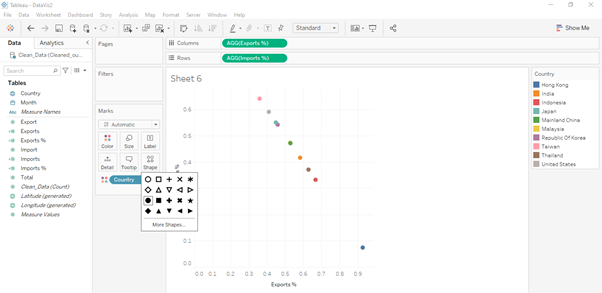 Tableau - DataVis2
File Data Worksheet Dashboard Story Analysis Map Format Server Window Help
Standard
Show Me
Data Analytics
Clean_Data (Cleaned_ou...
Search
Tables
Country
Month
Abc Measure Names
Export
Exports
Exports %
Import
Imports
Imports %
Total
Clean_Data (Count)
Latitude (generated)
Longitude (generated)
Measure Values
Pages
Filters
Marks
Automatic
Color Size Label
Detail Tooltip Shape
Country
More Shapes...
Columns AGG(Exports %)
Rows AGG(Imports %)
Sheet 6
0.6
0.5
0.4
0.1
0.0
0.0 0.1 0.2 0.3 0.4 0.5 0.6 0.7 0.8 0.9
Exports %
Country
Hong Kong
India
Indonesia
Japan
Mainland China
Malaysia
Republic Of Korea
Taiwan
Thailand
United States